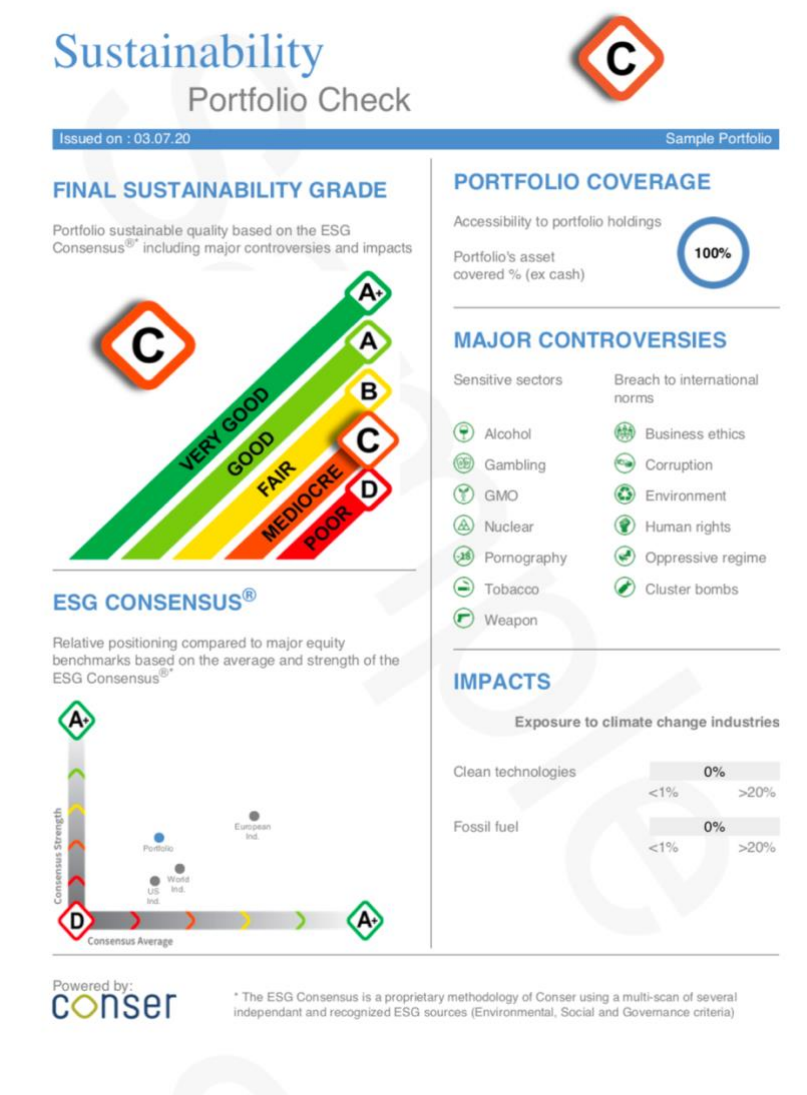 Sustainability
Portfolio Check
C
Issued on : 03.07.20
Sample Portfolio
FINAL SUSTAINABILITY GRADE
Portfolio sustainable quality based on the ESG
Consensus®* including major controversies and impacts
C
A+
A
B
C
D
VERY GOOD
GOOD
FAIR
MEDIOCRE
POOR
ESG CONSENSUS®
Relative positioning compared to major equity
benchmarks based on the average and strength of the
ESG Consensus®*
A+
Consensus Strength
European
Ind.
Portfolio
World
Ind.
US
Ind.
D
A+
Consensus Average
PORTFOLIO COVERAGE
Accessibility to portfolio holdings
Portfolio's asset
covered % (ex cash)
100%
MAJOR CONTROVERSIES
Sensitive sectors
Alcohol
Gambling
GMO
Nuclear
-18 Pornography
Tobacco
Weapon
Breach to international
norms
Business ethics
Corruption
Environment
Human rights
Oppressive regime
Cluster bombs
IMPACTS
Exposure to climate change industries
Clean technologies
0%
<1% >20%
Fossil fuel
0%
<1% >20%
Powered by:
conser
* The ESG Consensus is a proprietary methodology of Conser using a multi-scan of several
independant and recognized ESG sources (Environmental, Social and Governance criteria)
Sample